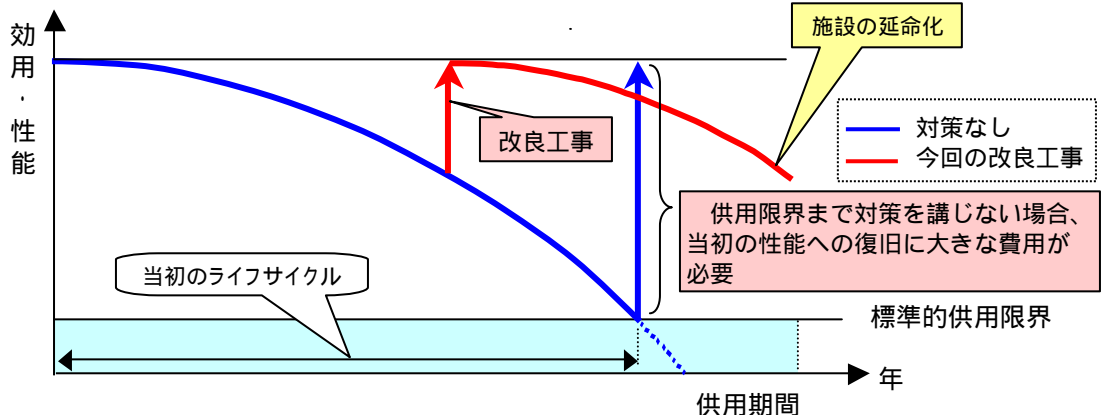 効用・性能
施設の延命化
対策なし
今回の改良工事
改良工事
供用限界まで対策を講じない場合、
当初の性能への復旧に大きな費用が
必要
当初のライフサイクル
標準的供用限界
年
供用期間